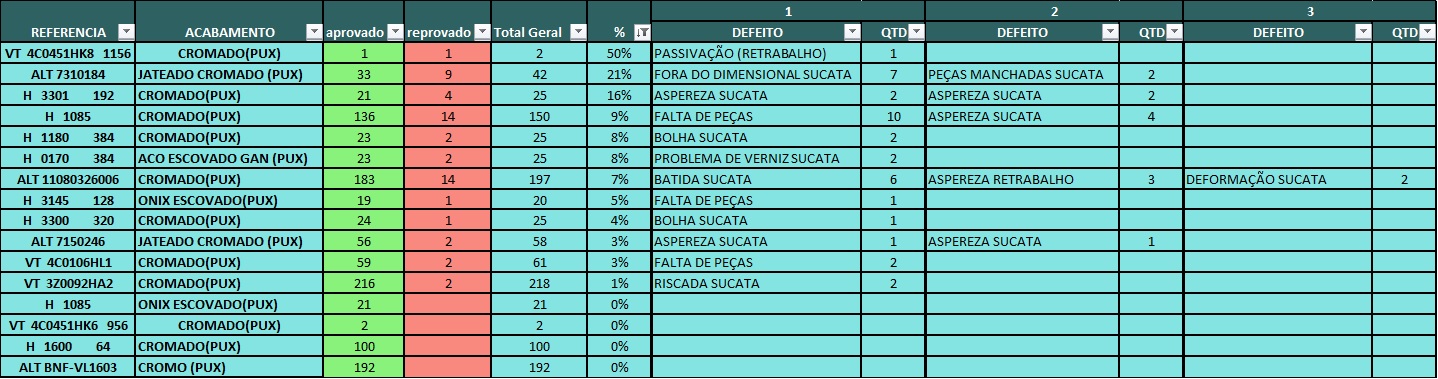 1 2 3
REFERENCIA ACABAMENTO aprovado reprovado Total Geral % DEFEITO QTD DEFEITO QTD DEFEITO QTD
VT 4C0451HK8 1156 CROMADO(PUX) 1 1 2 50% PASSIVAÇÃO (RETRABALHO) 1
ALT 7310184 JATEADO CROMADO (PUX) 33 9 42 21% FORA DO DIMENSIONAL SUCATA 7 PEÇAS MANCHADAS SUCATA 2
H 3301 192 CROMADO(PUX) 21 4 25 16% ASPEREZA SUCATA 2 ASPEREZA SUCATA 2
H 1085 CROMADO(PUX) 136 14 150 9% FALTA DE PEÇAS 10 ASPEREZA SUCATA 4
H 1180 384 CROMADO(PUX) 23 2 25 8% BOLHA SUCATA 2
H 0170 384 ACO ESCOVADO GAN (PUX) 23 2 25 8% PROBLEMA DE VERNIZ SUCATA 2
ALT 11080326006 CROMADO(PUX) 183 14 197 7% BATIDA SUCATA 6 ASPEREZA RETRABALHO 3 DEFORMAÇÃO SUCATA 2
H 3145 128 ONIX ESCOVADO(PUX) 19 1 20 5% FALTA DE PEÇAS 1
H 3300 320 CROMADO(PUX) 24 1 25 4% BOLHA SUCATA 1
ALT 7150246 JATEADO CROMADO (PUX) 56 2 58 3% ASPEREZA SUCATA 1 ASPEREZA SUCATA 1
VT 4C0106HL1 CROMADO(PUX) 59 2 61 3% FALTA DE PEÇAS 2
VT 3Z0092HA2 CROMADO(PUX) 216 2 218 1% RISCADA SUCATA 2
H 1085 ONIX ESCOVADO(PUX) 21 21 0%
VT 4C0451HK6 956 CROMADO(PUX) 2 2 0%
H 1600 64 CROMADO(PUX) 100 100 0%
ALT BNF-VL1603 CROMO (PUX) 192 192 0%